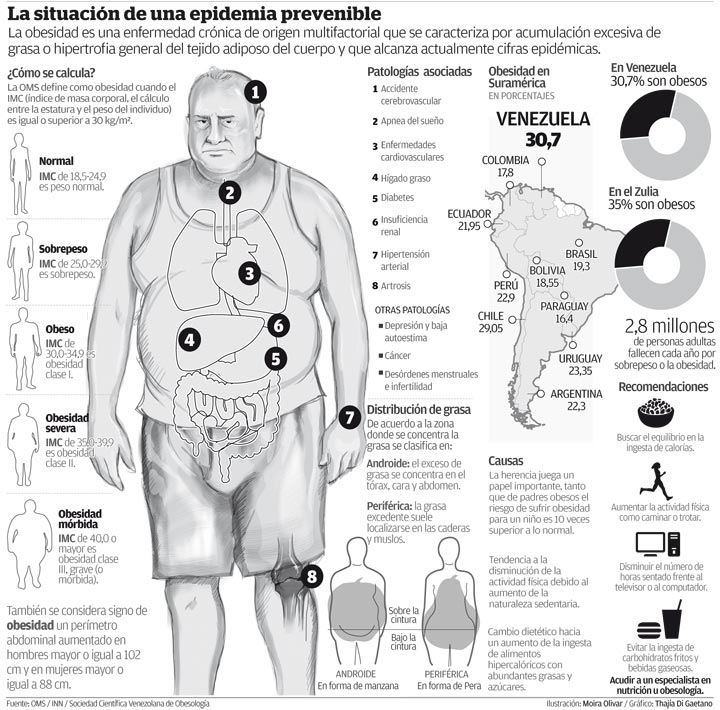 La situación de una epidemia prevenible
La obesidad es una enfermedad crónica de origen multifactorial que se caracteriza por acumulación excesiva de
grasa o hipertrofía general del tejido adiposo del cuerpo y que alcanza actualmente cifras epidémicas.
¿Cómo se calcula?
La OMS define como obesidad cuando el
IMC (índice de masa corporal, el cálculo
entre la estatura y el peso del individuo)
es igual o superior a 30 kg/m².
Normal
IMC de 18,5-24,9
es peso normal.
Sobrepeso
IMC de 25,0-29,9
es sobrepeso.
Obeso
IMC de
30,0-34,9 es
obesidad
clase I.
Obesidad
severa
IMC de 35,0-39,9
es obesidad
clase II.
Obesidad
mórbida
IMC de 40,0 o
mayor es
obesidad clase
III, grave (o
mórbida).
También se considera signo de
obesidad un perímetro
abdominal aumentado en
hombres mayor o igual a 102
cm y en mujeres mayor o
igual a 88 cm.
1
2
3
4
6
5
7
8
Patologías asociadas
1 Accidente
cerebrovascular
2 Apnea del sueño
3 Enfermedades
cardiovasculares
4 Hígado graso
5 Diabetes
6 Insuficiencia
renal
7 Hipertensión
arterial
8 Artrosis
OTRAS PATOLOGÍAS
Depresión y baja
autoestima
Cáncer
Desórdenes menstruales
e infertilidad
Distribución de grasa
De acuerdo a la zona
donde se concentra la
grasa se clasifica en:
Androide: el exceso de
grasa se concentra en el
tórax, cara y abdomen.
Periférica: la grasa
excedente suele
localizarse en las caderas
y muslos.
Sobre la
cintura
Bajo la
cintura
ANDROIDE
En forma de manzana
PERIFÉRICA
En forma de Pera
Obesidad en
Suramérica
EN PORCENTAJES
VENEZUELA
30,7
COLOMBIA
17,8
ECUADOR
21,95
BRASIL
19,3
BOLIVIA
18,55
PERÚ
22,9
PARAGUAY
16,4
CHILE
29,05
URUGUAY
23,35
ARGENTINA
22,3
Causas
La herencia juega un
papel importante, tanto
que de padres obesos el
riesgo de sufrir obesidad
para un niño es 10 veces
superior a lo normal.
Tendencia a la
disminución de la
actividad física debido al
aumento de la
naturaleza sedentaria.
Cambio dietético hacia
un aumento de la ingesta
de alimentos
hipercalóricos con
abundantes grasas y
azúcares.
En Venezuela
30,7% son obesos
En el Zulia
35% son obesos
2,8 millones
de personas adultas
fallecen cada año por
sobrepeso o la obesidad.
Recomendaciones
Buscar el equilibrio en la
ingesta de calorías.
Aumentar la actividad física
como caminar o trotar.
Disminuir el número de
horas sentado frente al
televisor o al computador.
Evitar la ingesta de
carbohidratos fritos y
bebidas gaseosas.
Acudir a un especialista en
nutrición u obesología.
Fuente: OMS / INN / Sociedad Científica Venezolana de Obesología
Ilustración: Moira Olivar / Gráfico: Thajía Di Gaetano